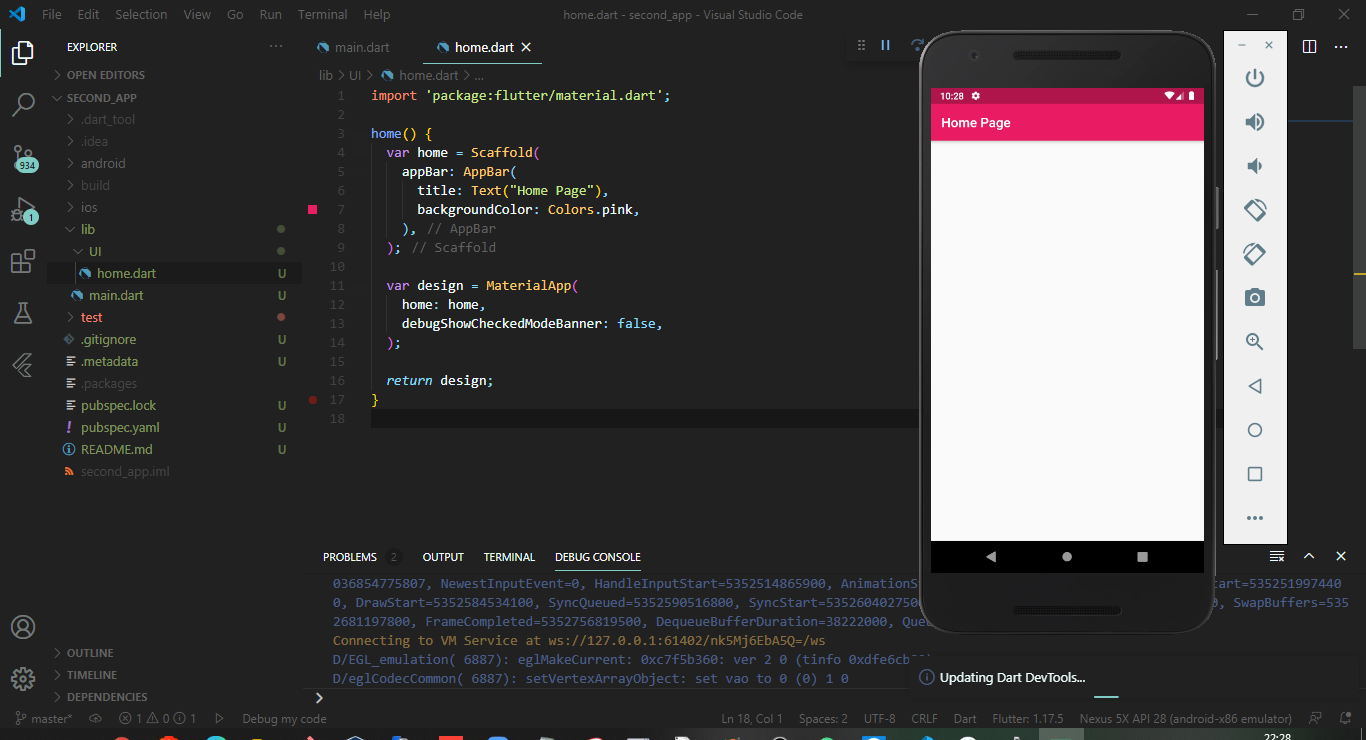 File Edit Selection View Go Run Terminal Help
home.dart - second_app - Visual Studio Code
EXPLORER
OPEN EDITORS
SECOND_APP
.dart_tool
.idea
android
build
ios
lib
UI
home.dart U
main.dart U
test
.gitignore U
.metadata U
.packages
pubspec.lock U
pubspec.yaml U
README.md U
second_app.iml
OUTLINE
TIMELINE
DEPENDENCIES
934
1
main.dart home.dart
lib > UI > home.dart > ...
1 import 'package:flutter/material.dart';
2
3 home() {
4 var home = Scaffold(
5 appBar: AppBar(
6 title: Text("Home Page"),
7 backgroundColor: Colors.pink,
8 ), // AppBar
9 ); // Scaffold
10
11 var design = MaterialApp(
12 home: home,
13 debugShowCheckedModeBanner: false,
14 );
15
16 return design;
17 }
18
10:28
Home Page
PROBLEMS 2 OUTPUT TERMINAL DEBUG CONSOLE
036854775807, NewestInputEvent=0, HandleInputStart=5352514865900, AnimationS tart=535251997440
0, DrawStart=5352584534100, SyncQueued=5352590516800, SyncStart=535260402750 0, SwapBuffers=535
2681197800, FrameCompleted=5352756819500, DequeueBufferDuration=38222000, Que
Connecting to VM Service at ws://127.0.0.1:61402/nk5Mj6EbA5Q=/ws
D/EGL_emulation( 6887): eglMakeCurrent: 0xc7f5b360: ver 2 0 (tinfo 0xdfe6cb
D/eglCodecCommon( 6887): setVertexArrayObject: set vao to 0 (0) 1 0
Updating Dart DevTools...
master* 1 0 1 Debug my code
Ln 18, Col 1 Spaces: 2 UTF-8 CRLF Dart Flutter: 1.17.5 Nexus 5X API 28 (android-x86 emulator)
22:28